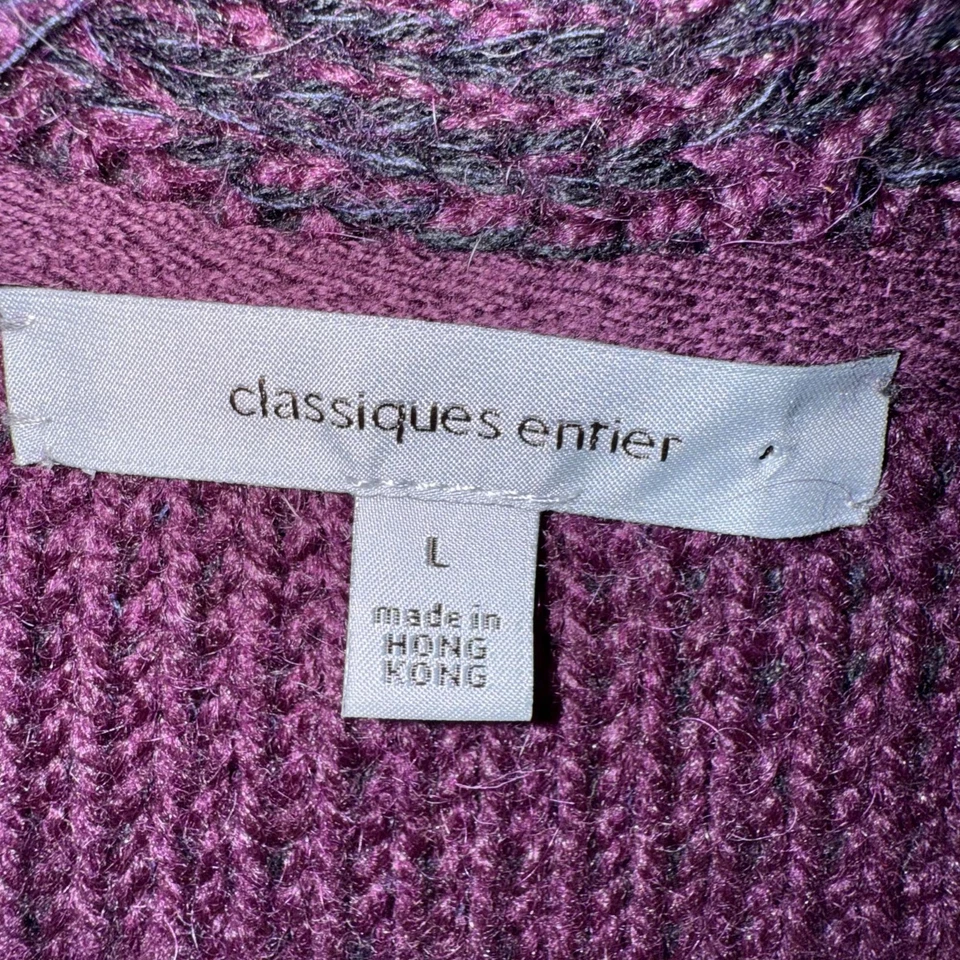 classiques entier
L
made in
HONG
KONG